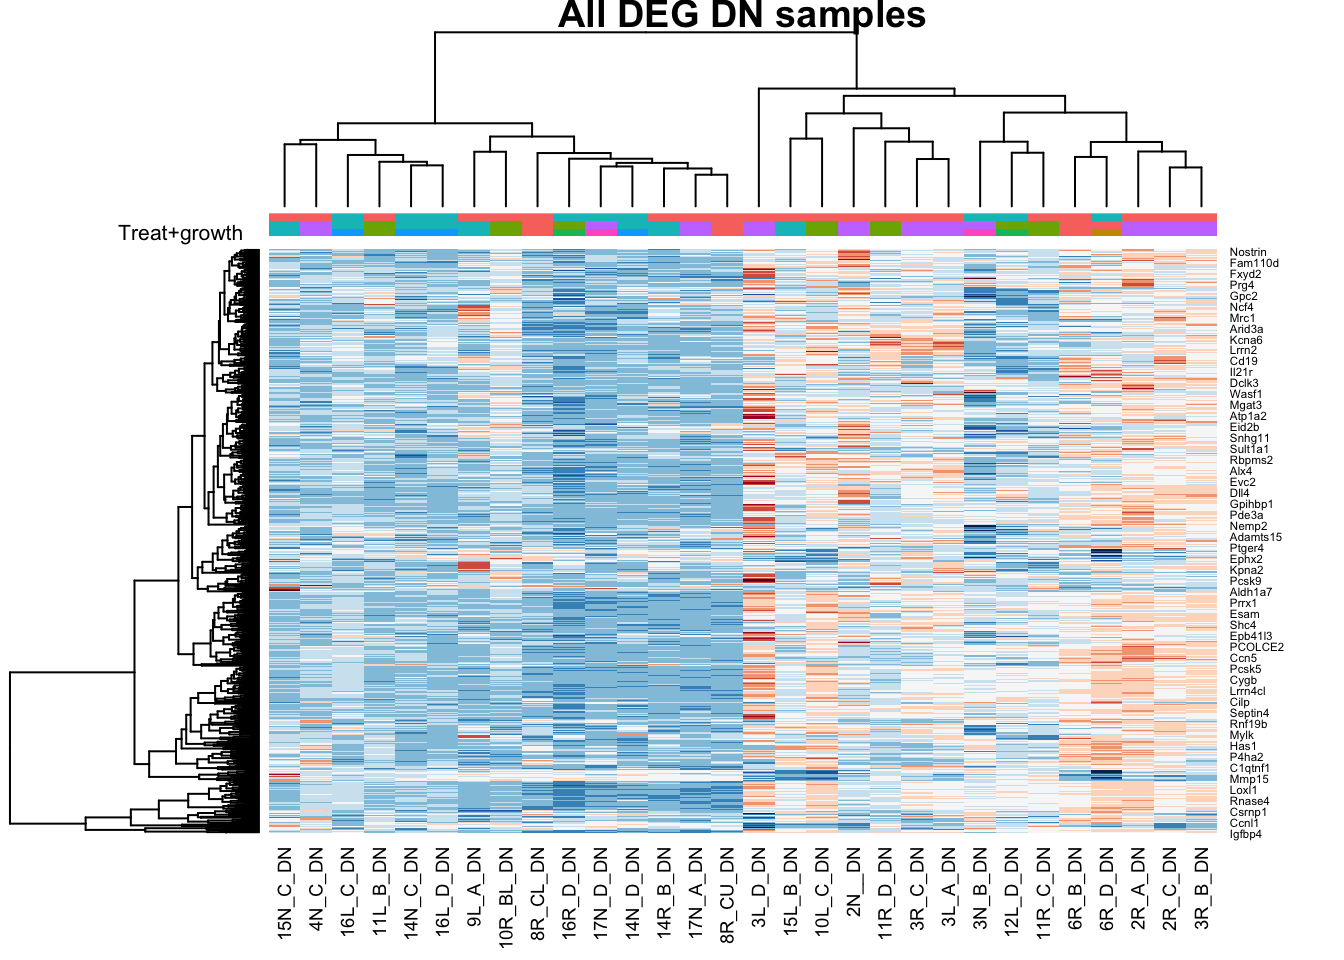 All DEG DN samples
Treat+growth
Nostrin
Fam110d
Fxyd2
Prg4
Gpc2
Ncf4
Mrc1
Arid3a
Kcna6
Lrrn2
Cd19
Il21r
Dclk3
Wasf1
Mgat3
Atp1a2
Eid2b
Snhg11
Sult1a1
Rbpms2
Alx4
Evc2
Dll4
Gpihbp1
Pde3a
Nemp2
Adamts15
Ptger4
Ephx2
Kpna2
Pcsk9
Aldh1a7
Prrx1
Esam
Shc4
Epb41l3
PCOLCE2
Ccn5
Pcsk5
Cygb
Lrrn4cl
Cilp
Septin4
Rnf19b
Mylk
Has1
P4ha2
C1qtnf1
Mmp15
Loxl1
Rnase4
Csrnp1
Ccnl1
Igfbp4
15N_C_DN
4N_C_DN
16L_C_DN
11L_B_DN
14N_C_DN
16L_D_DN
9L_A_DN
10R_BL_DN
8R_CL_DN
16R_D_DN
17N_D_DN
14N_D_DN
14R_B_DN
17N_A_DN
8R_CU_DN
3L_D_DN
15L_B_DN
10L_C_DN
2N__DN
11R_D_DN
3R_C_DN
3L_A_DN
3N_B_DN
12L_D_DN
11R_C_DN
6R_B_DN
6R_D_DN
2R_A_DN
2R_C_DN
3R_B_DN